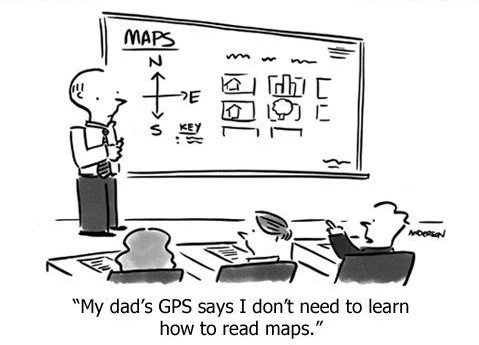 MAPS
N
E
S
KEY
ANDERSON
“My dad’s GPS says I don’t need to learn
how to read maps.”